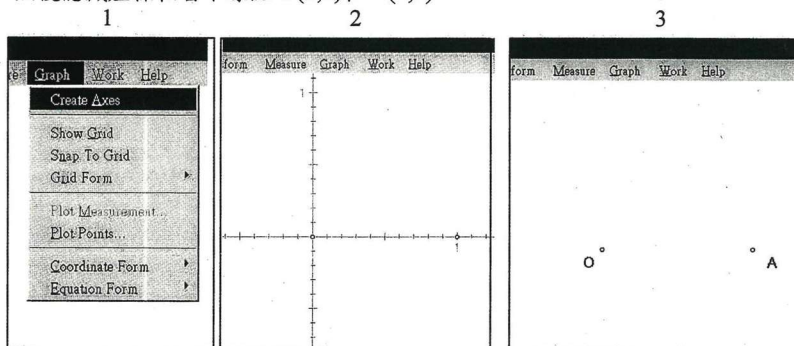 1
2
3
Graph Work Help
Create Axes
Show Grid
Snap To Grid
Grid Form
Plot Measurement...
Plot Points...
Coordinate Form
Equation Form
form Measure Graph Work Help
1
1
form Measure Graph Work Help
O
A